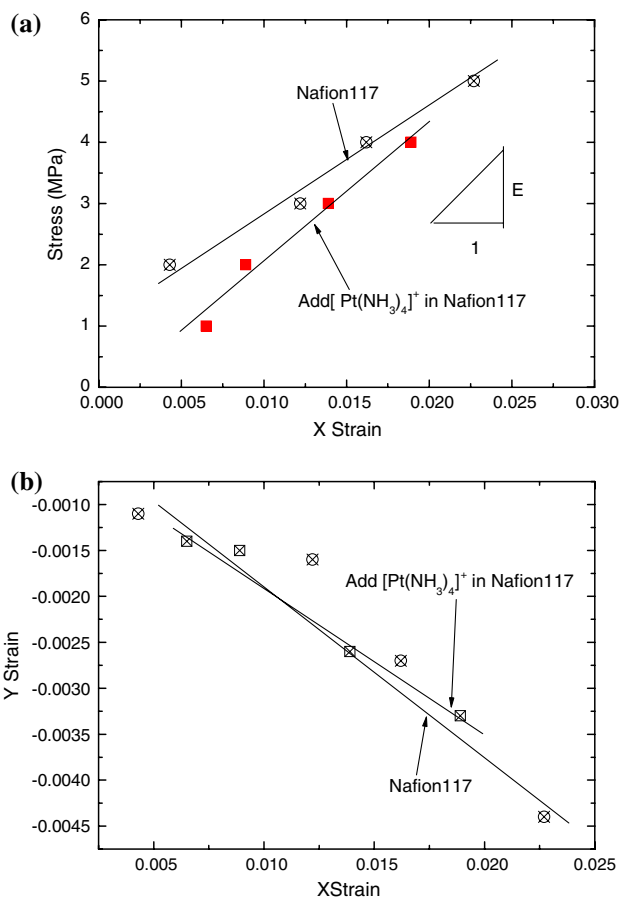 (a)
6
5
4
3
2
1
0
Stress (MPa)
Nafion117
E
1
Add[ Pt(NH3)4]+ in Nafion117
0.000 0.005 0.010 0.015 0.020 0.025 0.030
X Strain
(b)
-0.0010
-0.0015
-0.0020
-0.0025
-0.0030
-0.0035
-0.0040
-0.0045
Y Strain
Add [Pt(NH3)4]+ in Nafion117
Nafion117
0.005 0.010 0.015 0.020 0.025
XStrain